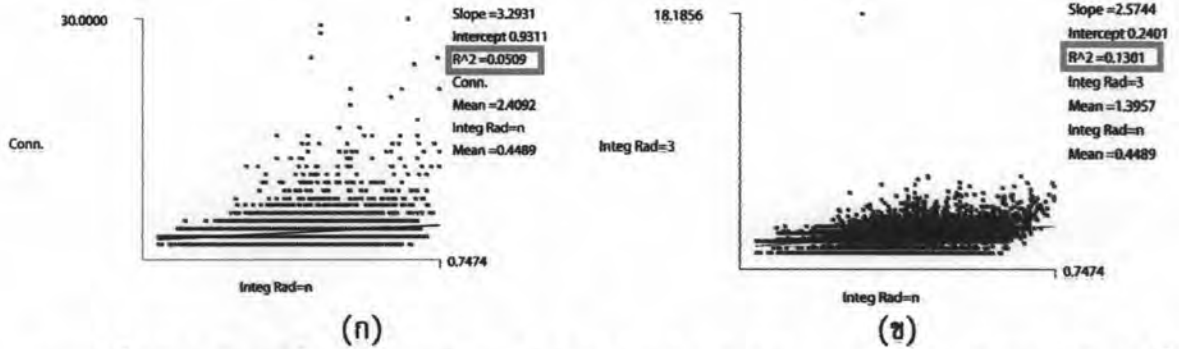 30.0000
Conn.
Slope =3.2931
Intercept 0.9311
R^2 =0.0509
Conn.
Mean =2.4092
Integ Rad=n
Mean =0.4489
0.7474
Integ Rad=n
(ก)
18.1856
Integ Rad=3
Slope =2.5744
Intercept 0.2401
R^2 =0.1301
Integ Rad=3
Mean =1.3957
Integ Rad=n
Mean =0.4489
0.7474
Integ Rad=n
(ข)